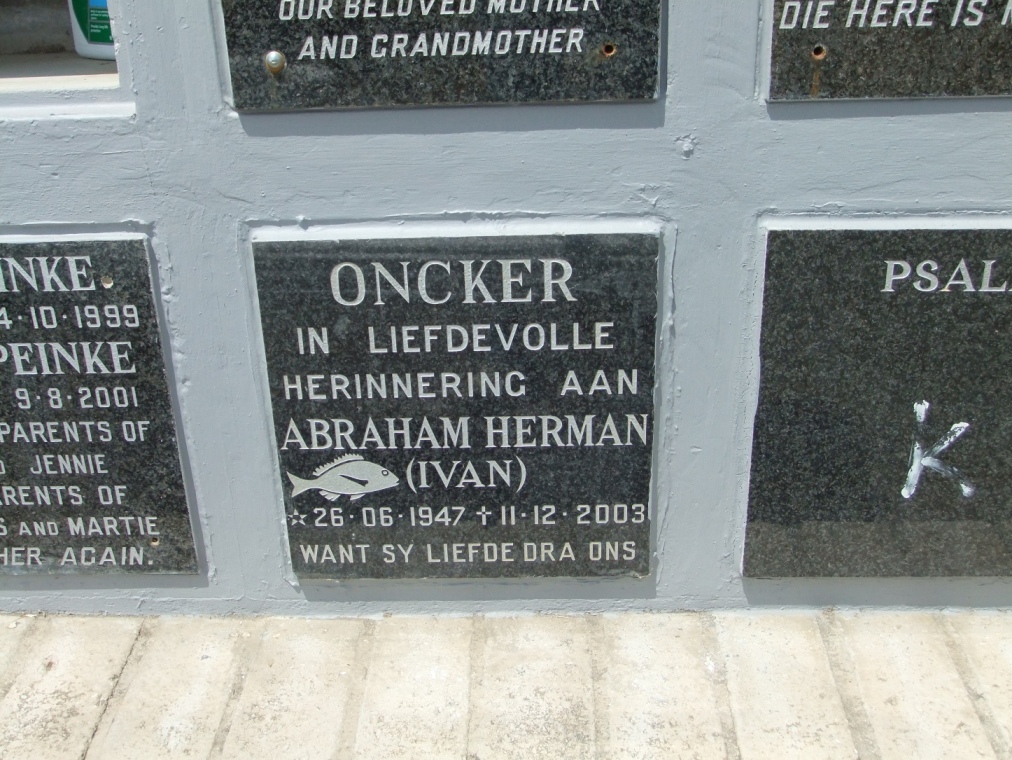 OUR BELOVED MOTHER
AND GRANDMOTHER
DIE HERE IS
INKE
4·10·1999
PEINKE
9·8·2001
PARENTS OF
JENNIE
RENTS OF
S AND MARTIE
HER AGAIN.
ONCKER
IN LIEFDEVOLLE
HERINNERING AAN
ABRAHAM HERMAN
(IVAN)
☆26·06·1947 ✝11·12·2003
WANT SY LIEFDE DRA ONS
PSAL
K